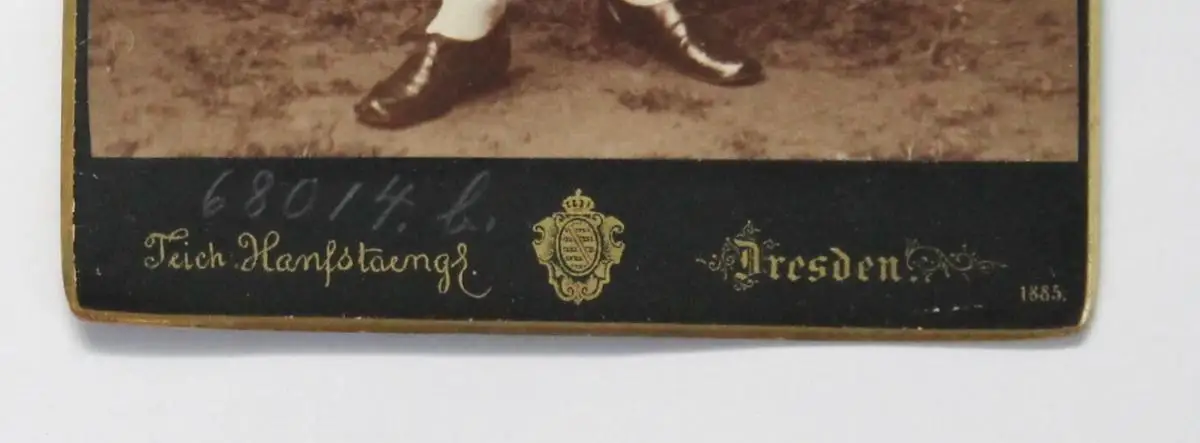 68014. b.
Teich-Hanfstaengl.
Dresden.
1885.